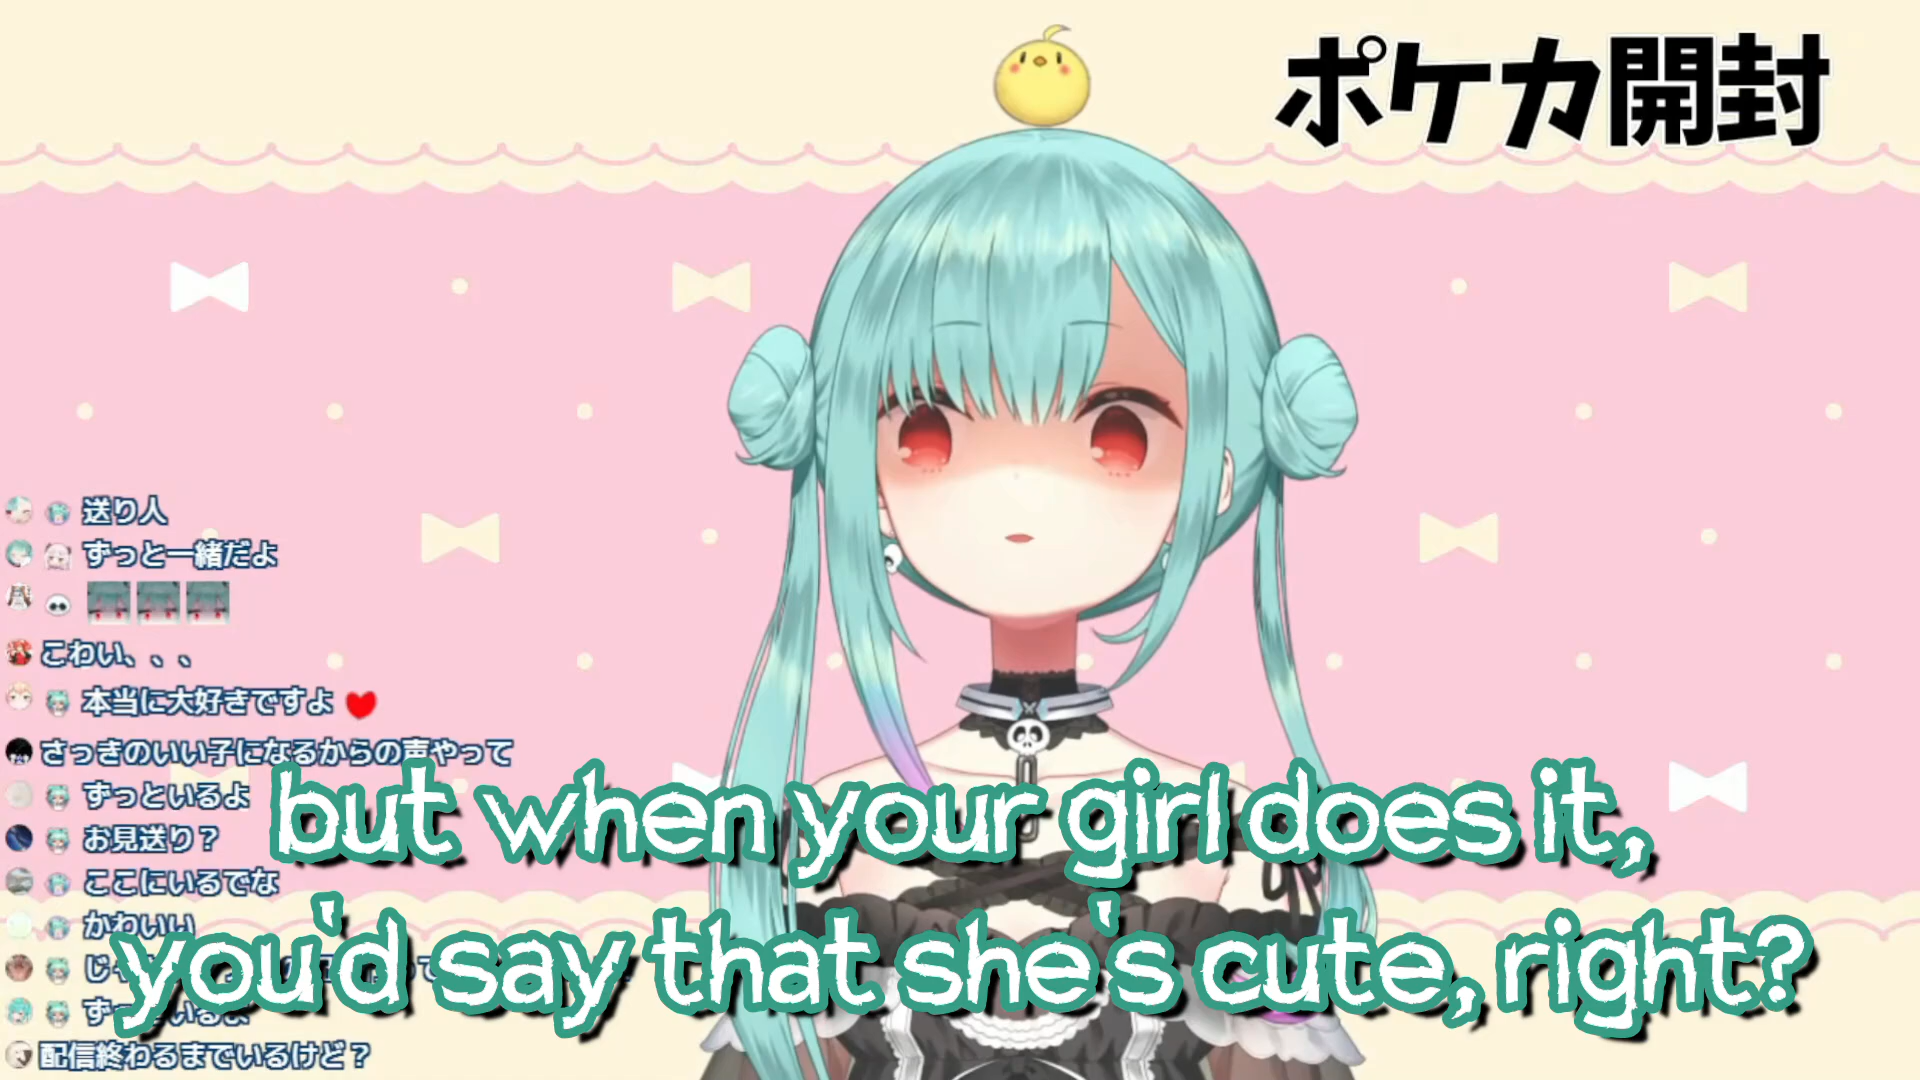 ポケカ開封
送り人
ずっと一緒だよ
こわい、、、
本当に大好きですよ
さっきのいい子になるからの声やって
ずっといるよ
お見送り？
ここにいるでな
かわいい
配信終わるまでいるけど？
but when your girl does it,
you'd say that she's cute, right?